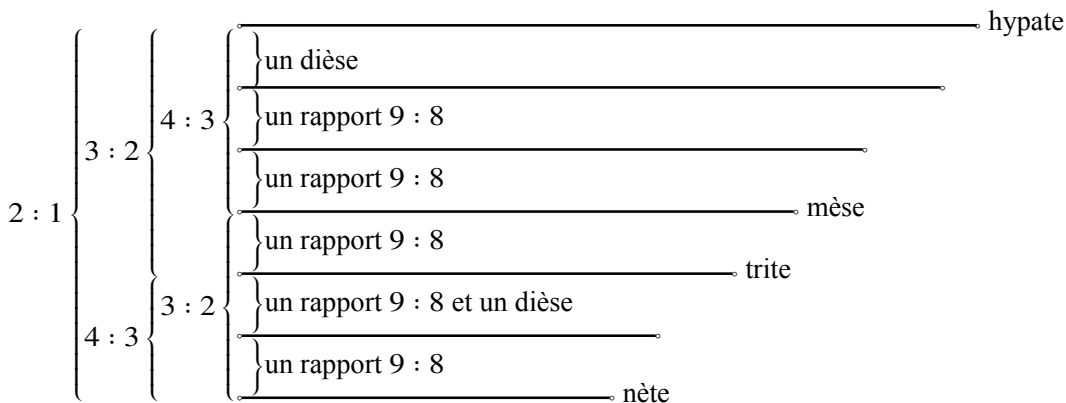 hypate
un dièse
4 : 3
un rapport 9 : 8
3 : 2
un rapport 9 : 8
2 : 1
mèse
un rapport 9 : 8
trite
3 : 2
un rapport 9 : 8 et un dièse
4 : 3
un rapport 9 : 8
nète